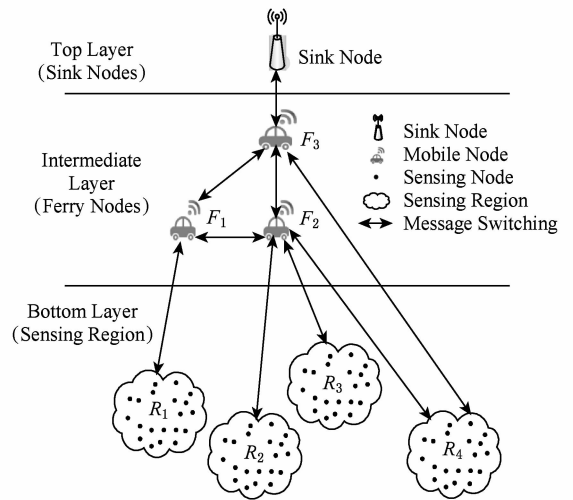 Top Layer
(Sink Nodes)
Sink Node
Intermediate
Layer
(Ferry Nodes)
F3
F1
F2
Sink Node
Mobile Node
Sensing Node
Sensing Region
Message Switching
Bottom Layer
(Sensing Region)
R1
R2
R3
R4